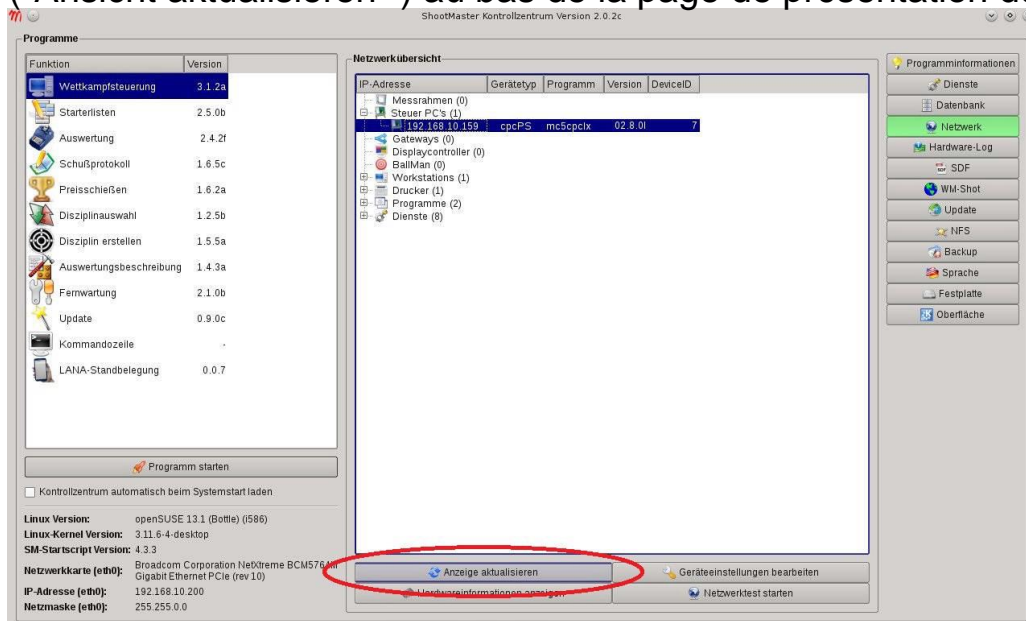 ("Ansicht aktualisieren") au bas de la page de présentation de
ShootMaster Kontrollzentrum Version 2.0.2c
Programme
Funktion Version
Wettkampfsteuerung 3.1.2a
Starterlisten 2.5.0b
Auswertung 2.4.2f
Schußprotokoll 1.6.5c
Preisschießen 1.6.2a
Disziplinauswahl 1.2.5b
Disziplin erstellen 1.5.5a
Auswertungsbeschreibung 1.4.3a
Fernwartung 2.1.0b
Update 0.9.0c
Kommandozeile -
LANA-Standbelegung 0.0.7
Programm starten
Kontrollzentrum automatisch beim Systemstart laden
Linux Version: openSUSE 13.1 (Bottle) (i586)
Linux-Kernel Version: 3.11.6-4-desktop
SM-Startscript Version: 4.3.3
Netzwerkkarte (eth0): Broadcom Corporation NetXtreme BCM5764M
Gigabit Ethernet PCIe (rev 10)
IP-Adresse (eth0): 192.168.10.200
Netzmaske (eth0): 255.255.0.0
Netzwerkübersicht
IP-Adresse Gerätetyp Programm Version DeviceID
Messrahmen (0)
Steuer PC's (1)
192.168.10.159 cpcPS mc5cpclx 02.8.0l 7
Gateways (0)
Displaycontroller (0)
BallMan (0)
Workstations (1)
Drucker (1)
Programme (2)
Dienste (8)
Anzeige aktualisieren
Geräteeinstellungen bearbeiten
Hardwareinformationen anzeigen
Netzwerktest starten
Programminformationen
Dienste
Datenbank
Netzwerk
Hardware-Log
SDF
WM-Shot
Update
NFS
Backup
Sprache
Festplatte
Oberfläche